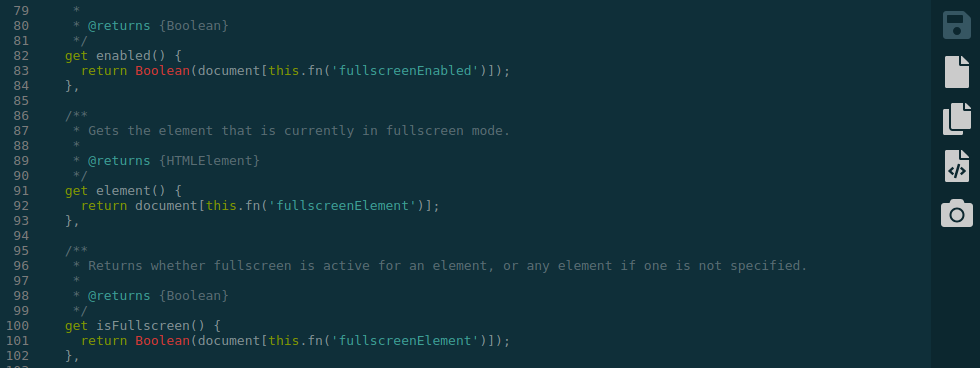 79 *
80 * @returns {Boolean}
81 */
82 get enabled() {
83 return Boolean(document[this.fn('fullscreenEnabled')]);
84 },
85
86 /**
87 * Gets the element that is currently in fullscreen mode.
88 *
89 * @returns {HTMLElement}
90 */
91 get element() {
92 return document[this.fn('fullscreenElement')];
93 },
94
95 /**
96 * Returns whether fullscreen is active for an element, or any element if one is not specified.
97 *
98 * @returns {Boolean}
99 */
100 get isFullscreen() {
101 return Boolean(document[this.fn('fullscreenElement')]);
102 },